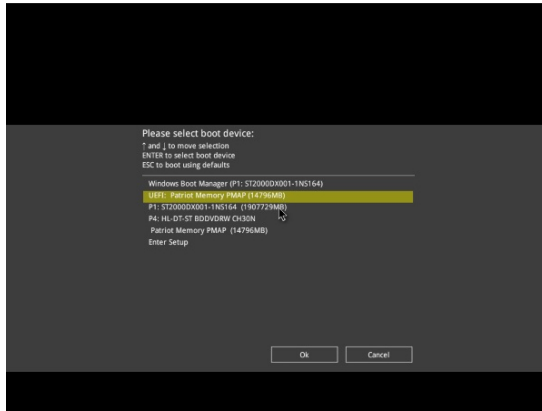 Please select boot device:
↑ and ↓ to move selection
ENTER to select boot device
ESC to boot using defaults
Windows Boot Manager (P1: ST2000DX001-1NS164)
UEFI: Patriot Memory PMAP (14796MB)
P1: ST2000DX001-1NS164 (1907729MB)
P4: HL-DT-ST BDDVDRW CH30N
Patriot Memory PMAP (14796MB)
Enter Setup
Ok
Cancel